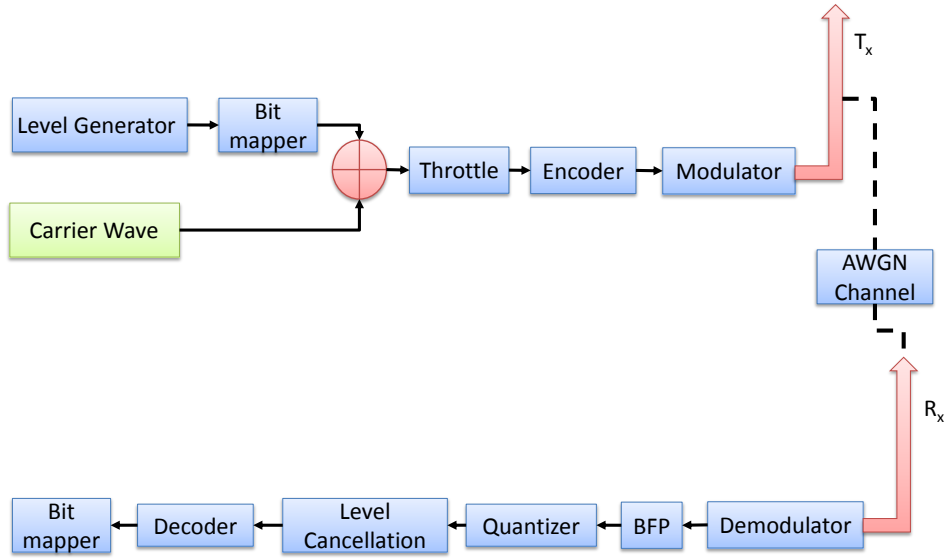 Tx
Level Generator
Bit
mapper
Throttle
Encoder
Modulator
Carrier Wave
AWGN
Channel
Rx
Bit
mapper
Decoder
Level
Cancellation
Quantizer
BFP
Demodulator